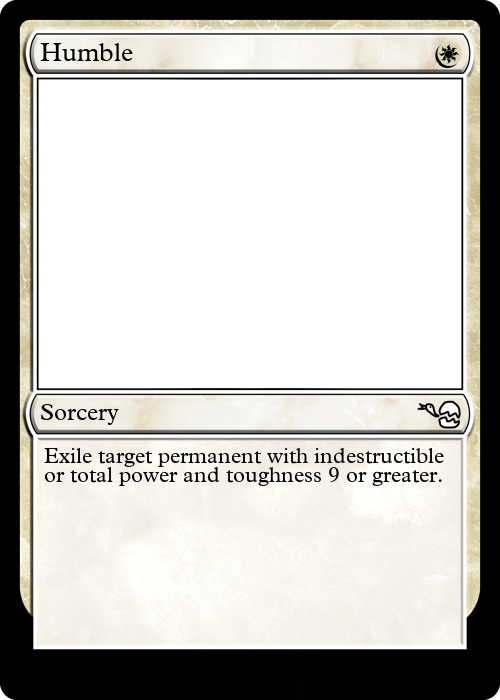 Humble
Sorcery
Exile target permanent with indestructible
or total power and toughness 9 or greater.